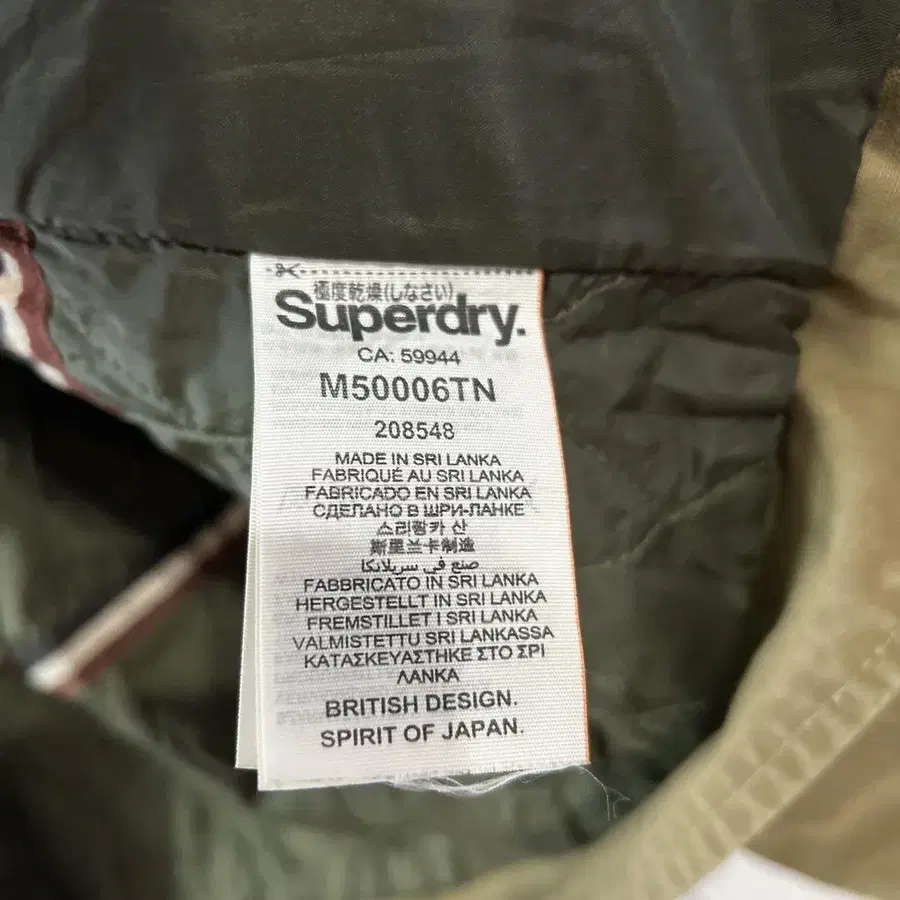 極度乾燥(しなさい)
Superdry.
CA: 59944
M50006TN
208548
MADE IN SRI LANKA
FABRIQUÉ AU SRI LANKA
FABRICADO EN SRI LANKA
СДЕЛАНО В ШРИ-ЛАНКЕ
스리랑카 산
斯里兰卡制造
صنع في سريلانكا
FABBRICATO IN SRI LANKA
HERGESTELLT IN SRI LANKA
FREMSTILLET I SRI LANKA
VALMISTETTU SRI LANKASSA
ΚΑΤΑΣΚΕΥΑΣΤΗΚΕ ΣΤΟ ΣΡΙ
ΛΑΝΚΑ
BRITISH DESIGN.
SPIRIT OF JAPAN.